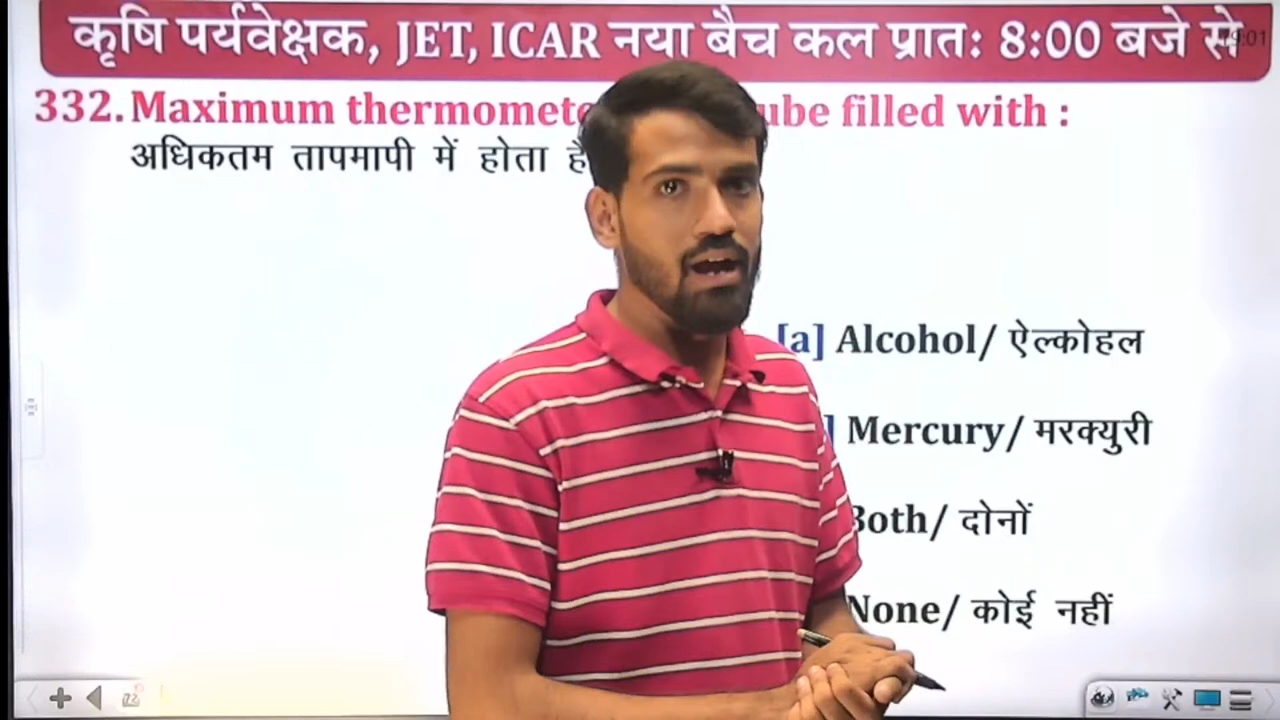 कृषि पर्यवेक्षक, JET, ICAR नया बैच कल प्रातः 8:00 बजे से
332. Maximum thermomete ube filled with :
अधिकतम तापमापी में होता है
[a] Alcohol/ ऐल्कोहल
] Mercury/ मरक्युरी
Both/ दोनों
None/ कोई नहीं